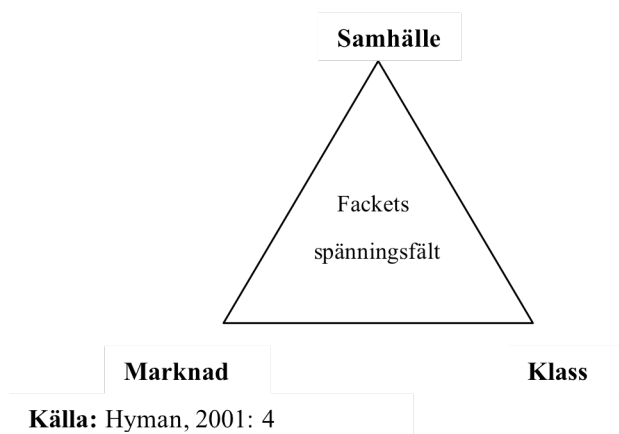 Samhälle
Fackets
spänningsfält
Marknad
Klass
Källa: Hyman, 2001: 4